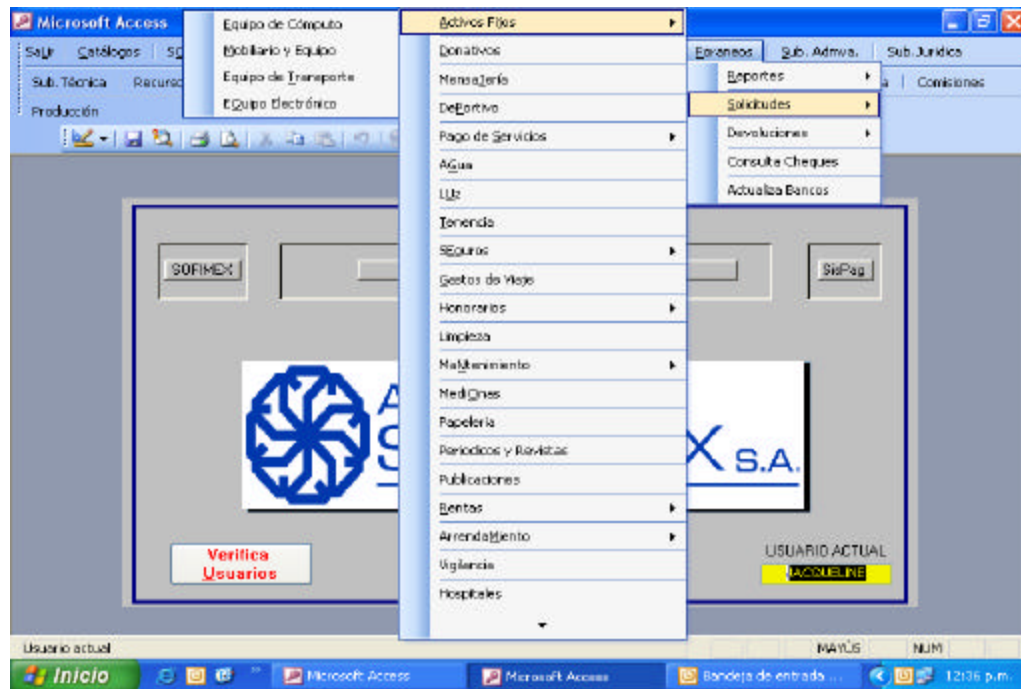 Microsoft Access
SaLir Catálogos
Eoraneos Sub. Admva. Sub. Jurídica
Sub. Técnica
Comisiones
Producción
Equipo de Cómputo
Mobiliario y Equipo
Equipo de Transporte
EQuipo Electrónico
Activos Fijos
Donativos
MensaJería
DePortivo
Pago de Servicios
AGua
LUz
Tenencia
SEguros
Gastos de Viaje
Honorarios
Limpieza
MaNtenimiento
MediOnes
Papelería
Periodicos y Revistas
Publicaciones
Rentas
ArrendaMiento
Vigilancia
Hospitales
Reportes
Solicitudes
Devoluciones
Consulta Cheques
Actualiza Bancos
SOFIMEX
SisPag
A
S
X S.A.
Verifica
Usuarios
USUARIO ACTUAL
JACQUELINE
Usuario actual
MAYÚS NUM
Inicio
Microsoft Access
Microsoft Access
Bandeja de entrada ...
12:36 p.m.